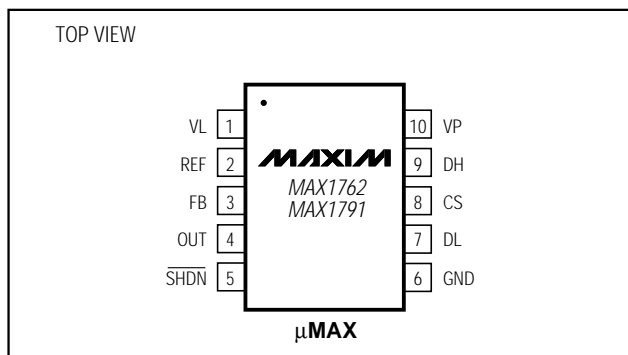 TOP VIEW
VL 1
REF 2
FB 3
OUT 4
SHDN 5
MAXIM
MAX1762
MAX1791
10 VP
9 DH
8 CS
7 DL
6 GND
µMAX